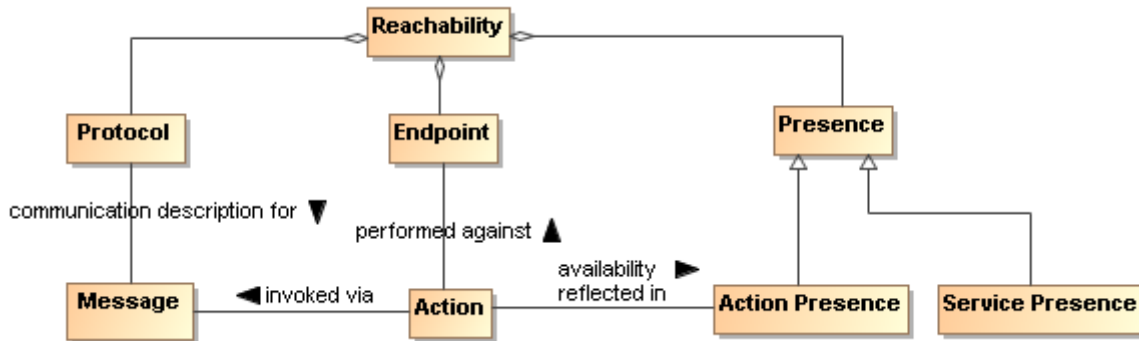 Reachability
Protocol
Endpoint
Presence
communication description for
performed against
availability
reflected in
invoked via
Message
Action
Action Presence
Service Presence